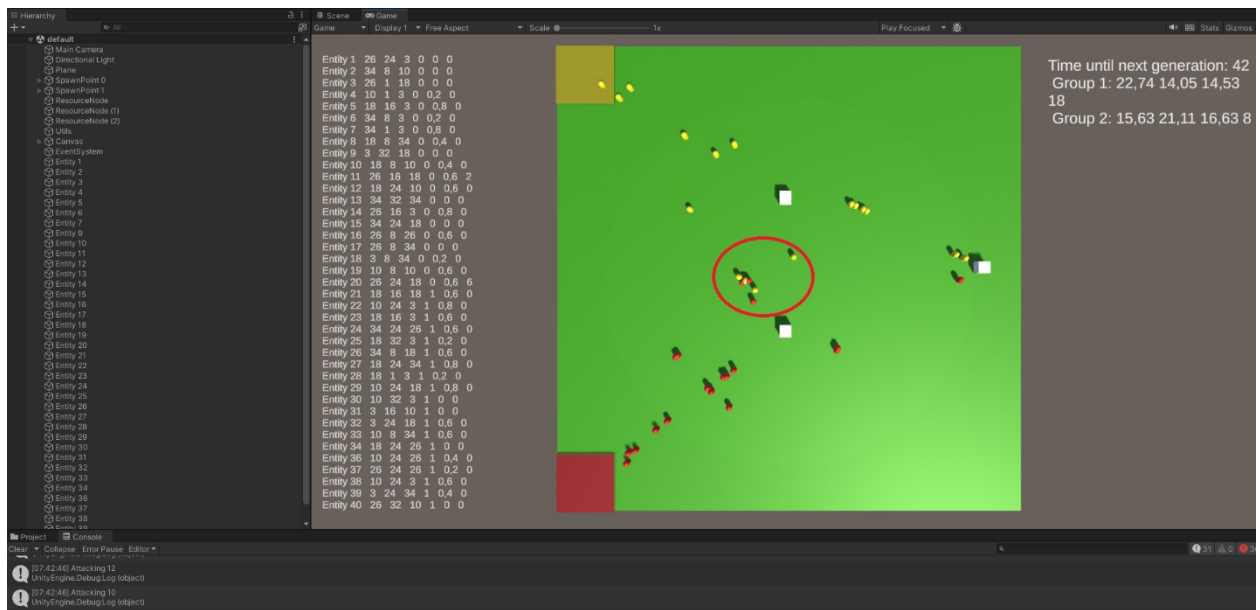 Hierarchy
All
default
Main Camera
Directional Light
Plane
SpawnPoint 0
SpawnPoint 1
ResourceNode
ResourceNode (1)
ResourceNode (2)
Utils
Canvas
EventSystem
Entity 1
Entity 2
Entity 3
Entity 4
Entity 5
Entity 6
Entity 7
Entity 9
Entity 10
Entity 11
Entity 12
Entity 13
Entity 14
Entity 15
Entity 16
Entity 17
Entity 18
Entity 19
Entity 20
Entity 21
Entity 22
Entity 23
Entity 24
Entity 25
Entity 26
Entity 27
Entity 28
Entity 29
Entity 30
Entity 31
Entity 32
Entity 33
Entity 34
Entity 36
Entity 37
Entity 38
Entity 39
Scene Game
Game Display 1 Free Aspect Scale 1x Play Focused Stats Gizmos
Entity 1 26 24 3 0 0 0
Entity 2 34 8 10 0 0 0
Entity 3 26 1 18 0 0 0
Entity 4 10 1 3 0 0,2 0
Entity 5 18 16 3 0 0,8 0
Entity 6 34 8 3 0 0,2 0
Entity 7 34 1 3 0 0,8 0
Entity 8 18 8 34 0 0,4 0
Entity 9 3 32 18 0 0 0
Entity 10 18 8 10 0 0,4 0
Entity 11 26 16 18 0 0,6 2
Entity 12 18 24 10 0 0,6 0
Entity 13 34 32 34 0 0 0
Entity 14 26 16 3 0 0,8 0
Entity 15 34 24 18 0 0 0
Entity 16 26 8 26 0 0,6 0
Entity 17 26 8 34 0 0 0
Entity 18 3 8 34 0 0,2 0
Entity 19 10 8 10 0 0,6 0
Entity 20 26 24 18 0 0,6 6
Entity 21 18 16 18 1 0,6 0
Entity 22 10 24 3 1 0,8 0
Entity 23 18 16 3 1 0,6 0
Entity 24 34 24 26 1 0,6 0
Entity 25 18 32 3 1 0,2 0
Entity 26 34 8 18 1 0,6 0
Entity 27 18 24 34 1 0,8 0
Entity 28 18 1 3 1 0,2 0
Entity 29 10 24 18 1 0,8 0
Entity 30 10 32 3 1 0 0
Entity 31 3 16 10 1 0 0
Entity 32 3 24 18 1 0,6 0
Entity 33 10 8 34 1 0,6 0
Entity 34 18 24 26 1 0 0
Entity 36 10 24 26 1 0,4 0
Entity 37 26 24 26 1 0,2 0
Entity 38 10 24 3 1 0,6 0
Entity 39 3 24 34 1 0,4 0
Entity 40 26 32 10 1 0 0
Time until next generation: 42
Group 1: 22,74 14,05 14,53
18
Group 2: 15,63 21,11 16,63 8
Project Console
Clear Collapse Error Pause Editor 31 0
[07:42:46] Attacking 12
UnityEngine.Debug:Log (object)
[07:42:46] Attacking 10
UnityEngine.Debug:Log (object)